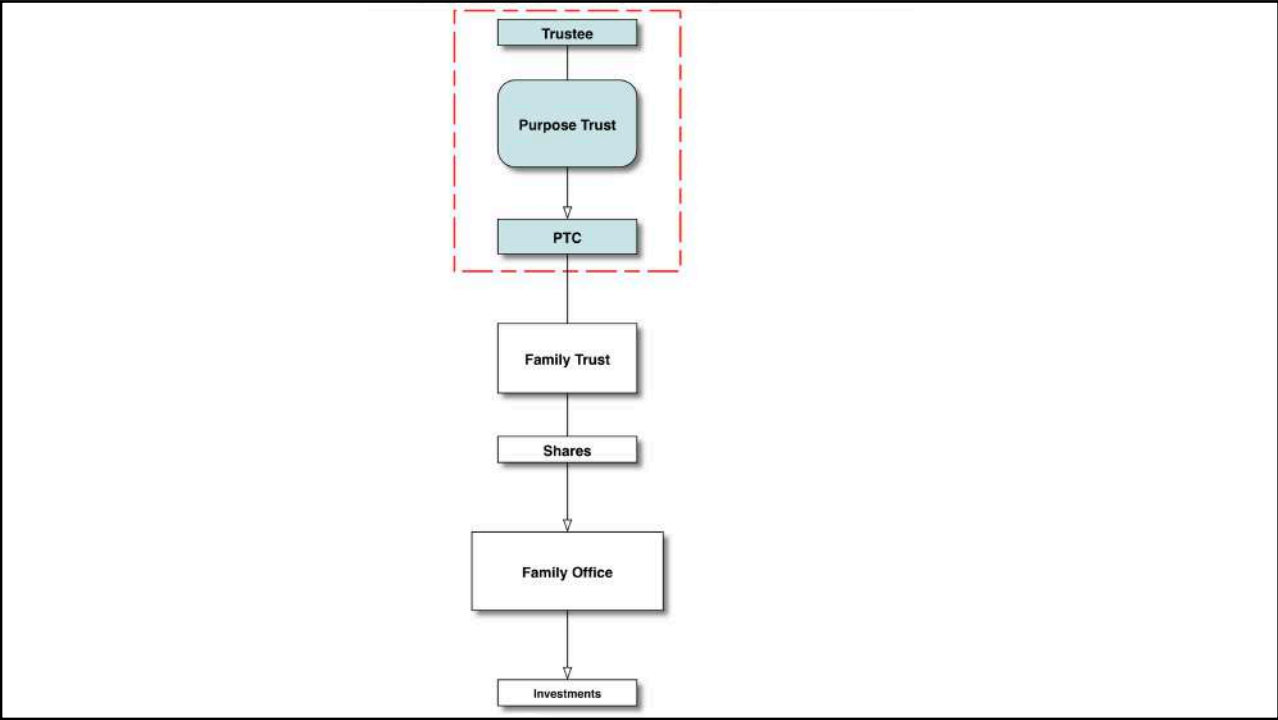 Trustee
Purpose Trust
PTC
Family Trust
Shares
Family Office
Investments